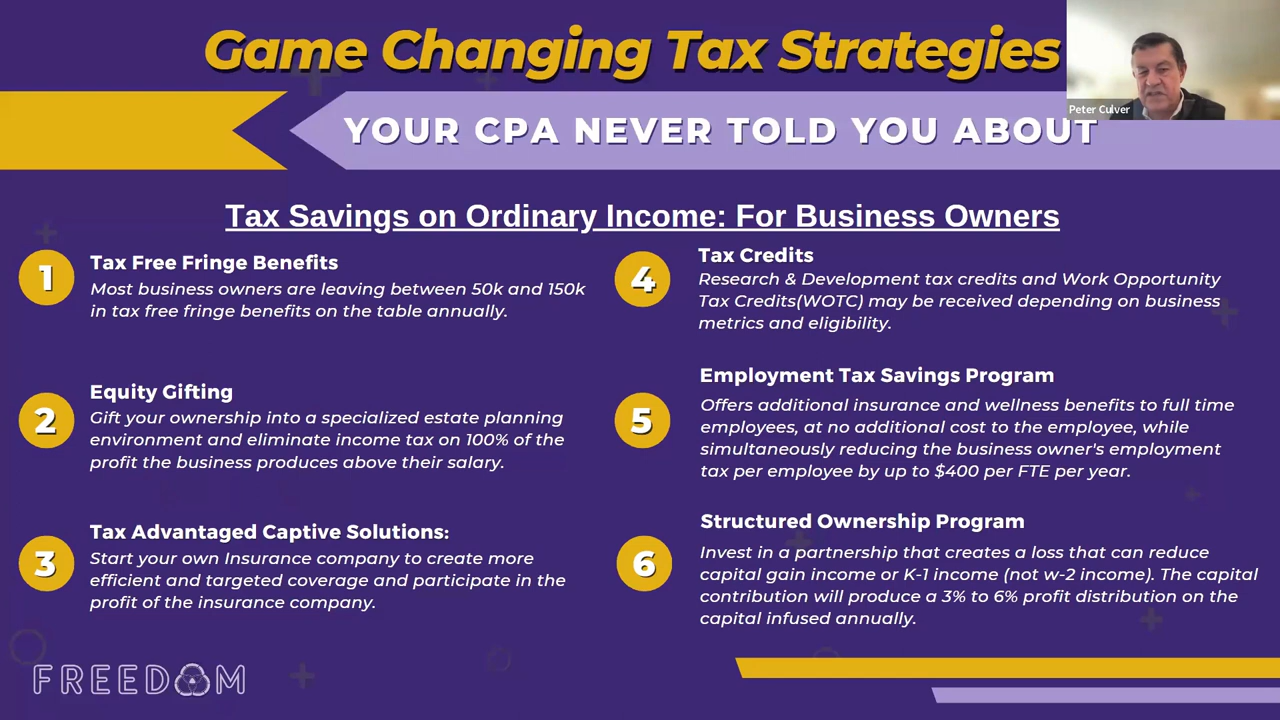 Game Changing Tax Strategies
Peter Culver
YOUR CPA NEVER TOLD YOU ABOUT
Tax Savings on Ordinary Income: For Business Owners
1
Tax Free Fringe Benefits
Most business owners are leaving between 50k and 150k
in tax free fringe benefits on the table annually.
2
Equity Gifting
Gift your ownership into a specialized estate planning
environment and eliminate income tax on 100% of the
profit the business produces above their salary.
3
Tax Advantaged Captive Solutions:
Start your own Insurance company to create more
efficient and targeted coverage and participate in the
profit of the insurance company.
4
Tax Credits
Research & Development tax credits and Work Opportunity
Tax Credits(WOTC) may be received depending on business
metrics and eligibility.
5
Employment Tax Savings Program
Offers additional insurance and wellness benefits to full time
employees, at no additional cost to the employee, while
simultaneously reducing the business owner's employment
tax per employee by up to $400 per FTE per year.
6
Structured Ownership Program
Invest in a partnership that creates a loss that can reduce
capital gain income or K-1 income (not w-2 income). The capital
contribution will produce a 3% to 6% profit distribution on the
capital infused annually.
FREEDOM